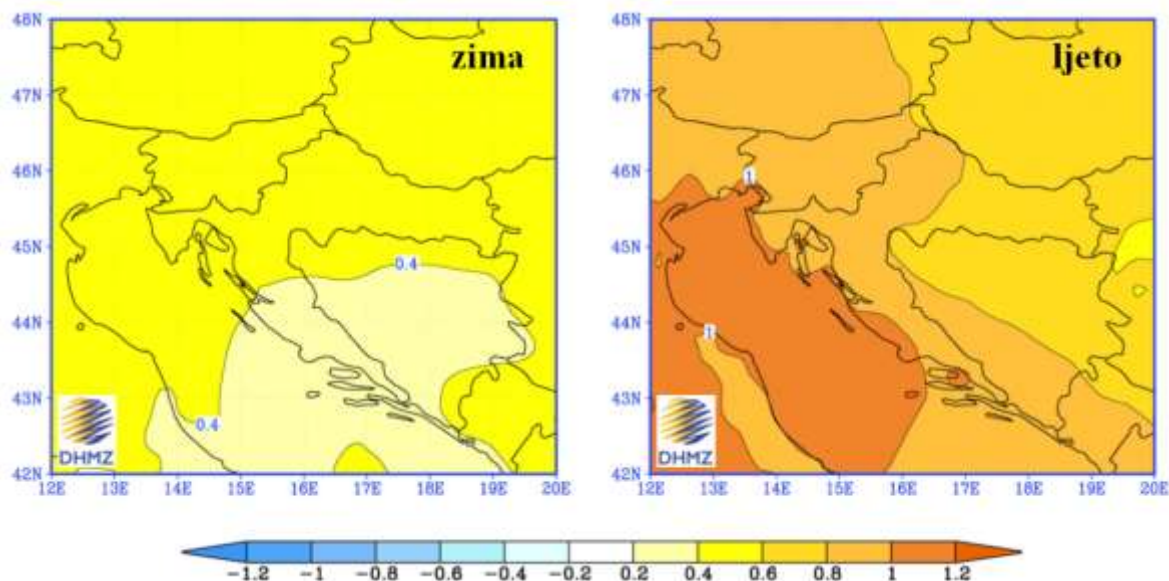 zima
ljeto
48N
47N
46N
45N
44N
43N
42N
0.4
0.4
DHMZ
12E 13E 14E 15E 16E 17E 18E 19E 20E
48N
47N
46N
45N
44N
43N
42N
1
1
DHMZ
12E 13E 14E 15E 16E 17E 18E 19E 20E
-1.2 -1 -0.8 -0.6 -0.4 -0.2 0.2 0.4 0.6 0.8 1 1.2